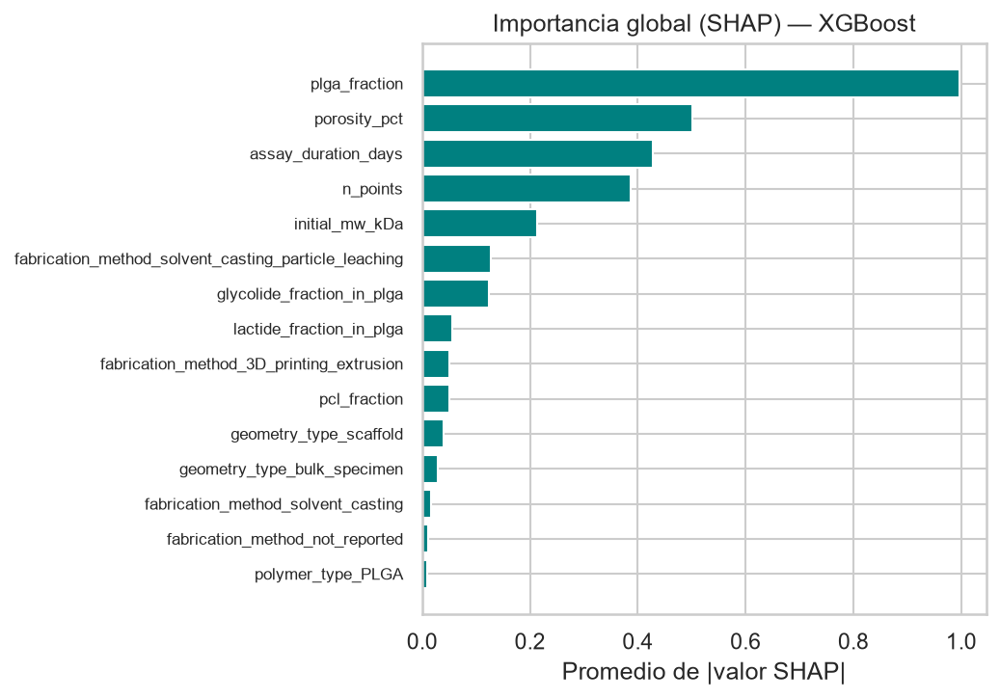 Importancia global (SHAP) — XGBoost
plga_fraction
porosity_pct
assay_duration_days
n_points
initial_mw_kDa
fabrication_method_solvent_casting_particle_leaching
glycolide_fraction_in_plga
lactide_fraction_in_plga
fabrication_method_3D_printing_extrusion
pcl_fraction
geometry_type_scaffold
geometry_type_bulk_specimen
fabrication_method_solvent_casting
fabrication_method_not_reported
polymer_type_PLGA
0.0 0.2 0.4 0.6 0.8 1.0
Promedio de |valor SHAP|